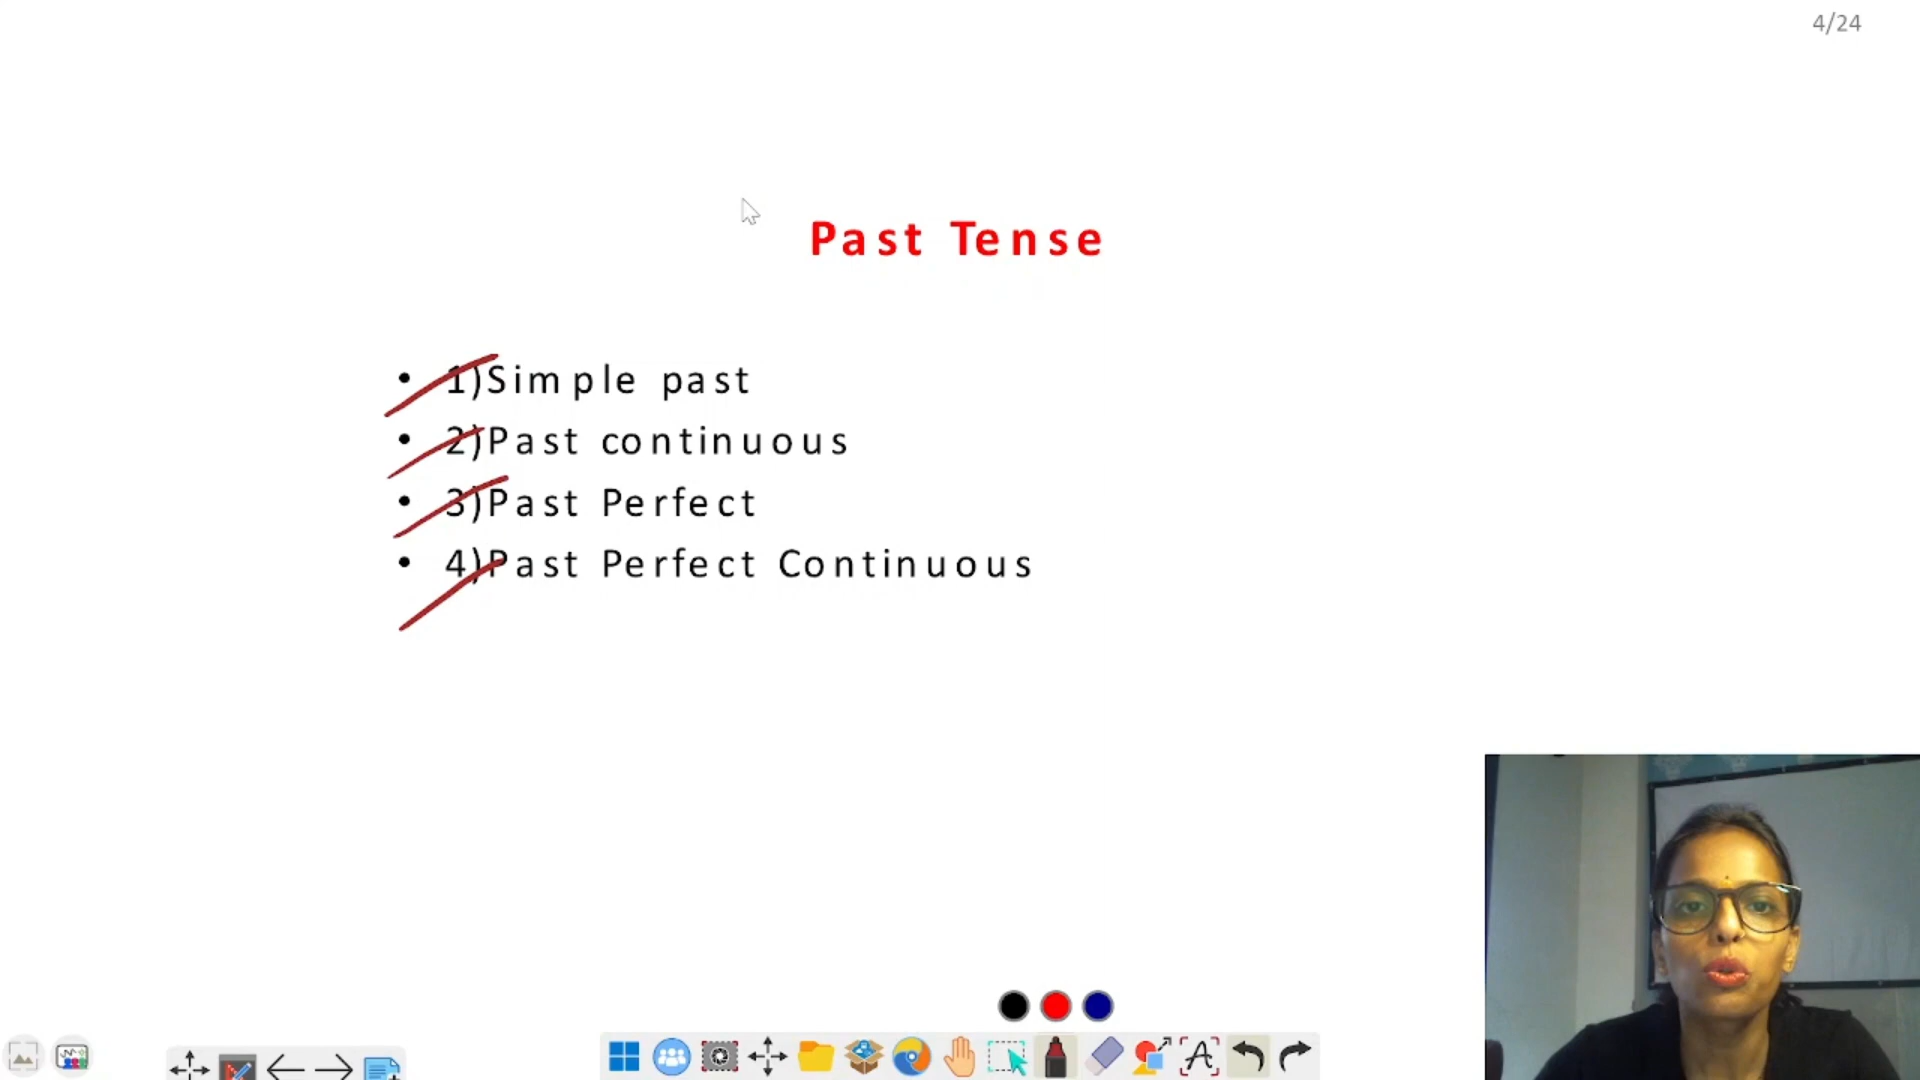 4/24
Past Tense
• 1)Simple past
• 2)Past continuous
• 3)Past Perfect
• 4)Past Perfect Continuous